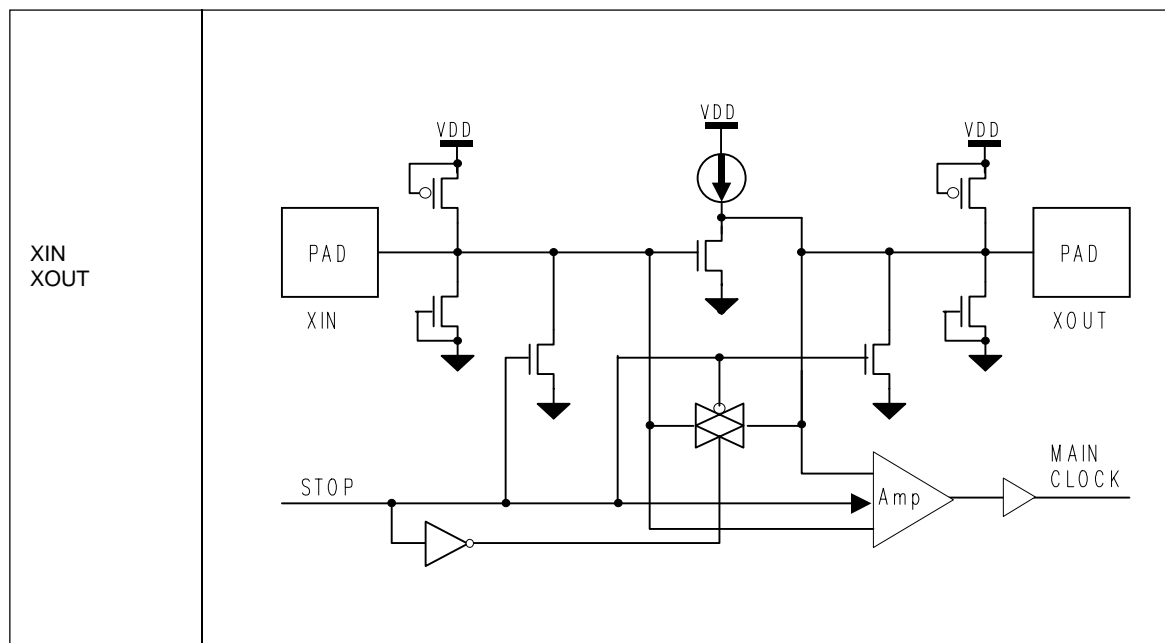 XIN
XOUT
VDD
VDD
VDD
PAD
PAD
XIN
XOUT
STOP
Amp
MAIN
CLOCK